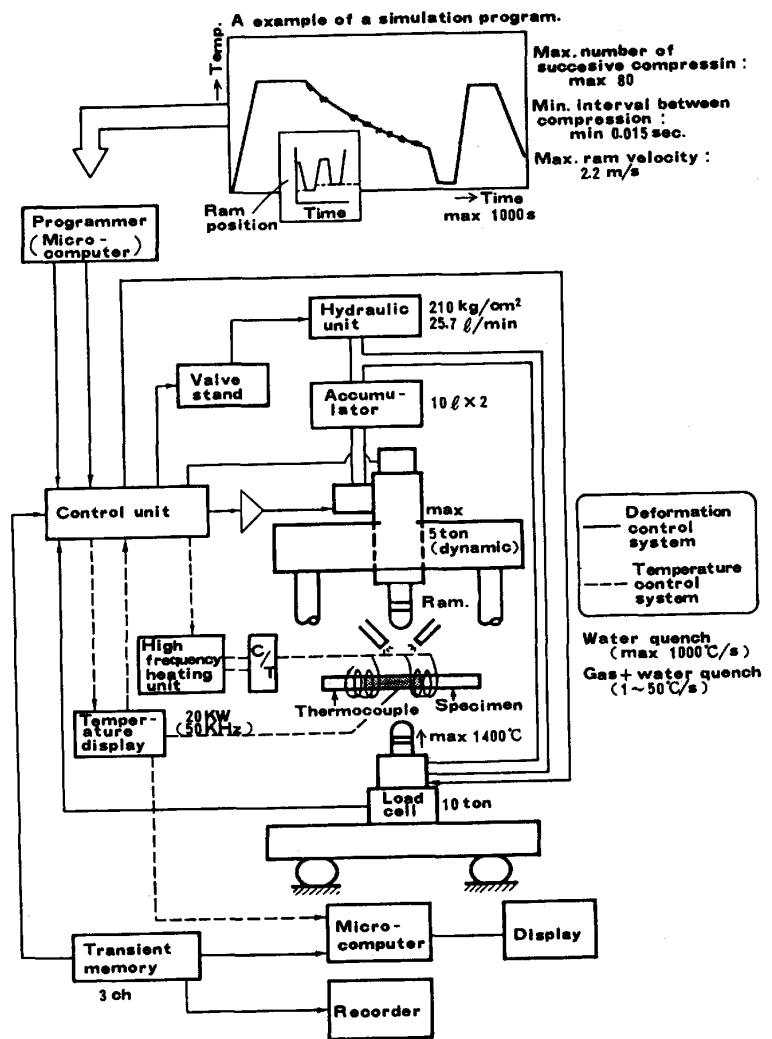 A example of a simulation program.
→Temp.
Max. number of
succesive compressin :
max 80
Min. interval between
compression :
min 0.015 sec.
Max. ram velocity :
2.2 m/s
Ram
position
Time
→Time
max 1000s
Programmer
(Micro-
computer)
Hydraulic
unit
210 kg/cm²
25.7 ℓ/min
Valve
stand
Accumu-
lator
10ℓ×2
Control unit
max
5 ton
(dynamic)
Ram.
Deformation
control
system
Temperature
control
system
Water quench
(max 1000℃/s)
Gas+water quench
(1~50℃/s)
High
frequency
heating
unit
C/T
Thermocouple
Specimen
20KW
(50KHz)
Temper-
ature
display
↑max 1400℃
Load
cell
10 ton
Micro-
computer
Display
Transient
memory
3 ch
Recorder